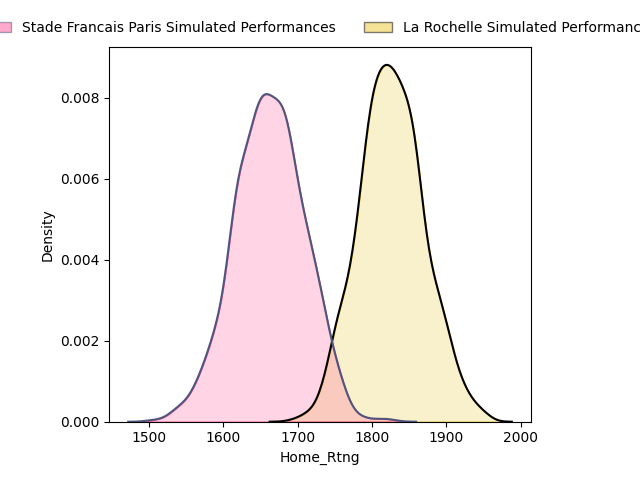 Stade Francais Paris Simulated Performances
La Rochelle Simulated Performanc
Density
0.008
0.006
0.004
0.002
0.000
1500 1600 1700 1800 1900 2000
Home_Rtng